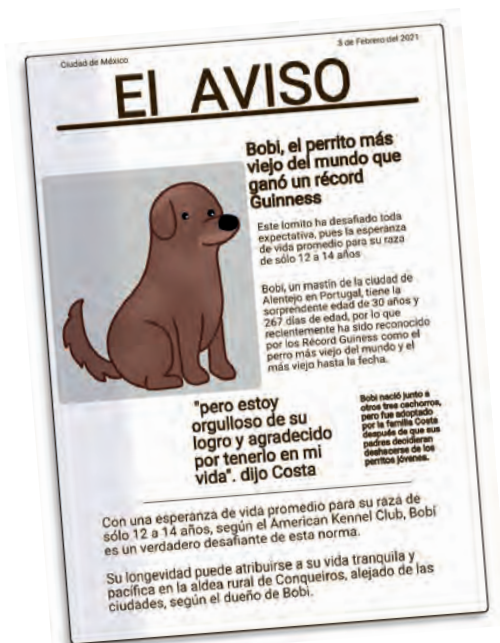 Ciudad de México
3 de Febrero del 2021
El AVISO
Bobi, el perrito más
viejo del mundo que
ganó un récord
Guinness
Este lomito ha desafiado toda
expectativa, pues la esperanza
de vida promedio para su raza
de sólo 12 a 14 años
Bobi, un mastín de la ciudad de
Alentejo en Portugal, tiene la
sorprendente edad de 30 años y
267 días de edad, por lo que
recientemente ha sido reconocido
por los Récord Guiness como el
perro más viejo del mundo y el
más viejo hasta la fecha.
"pero estoy
orgulloso de su
logro y agradecido
por tenerlo en mi
vida". dijo Costa
Bobi nació junto a
otros tres cachorros,
pero fue adoptado
por la familia Costa
después de que sus
padres decidieran
deshacerse de los
perritos jóvenes.
Con una esperanza de vida promedio para su raza de
sólo 12 a 14 años, según el American Kennel Club, Bobi
es un verdadero desafiante de esta norma.
Su longevidad puede atribuirse a su vida tranquila y
pacífica en la aldea rural de Conqueiros, alejado de las
ciudades, según el dueño de Bobi.